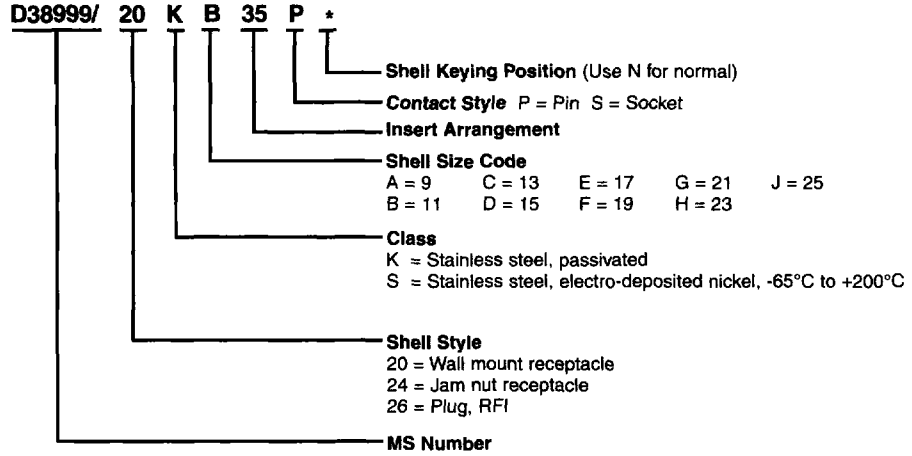 D38999/ 20 K B 35 P *
Shell Keying Position (Use N for normal)
Contact Style P = Pin S = Socket
Insert Arrangement
Shell Size Code
A = 9 C = 13 E = 17 G = 21 J = 25
B = 11 D = 15 F = 19 H = 23
Class
K = Stainless steel, passivated
S = Stainless steel, electro-deposited nickel, -65°C to +200°C
Shell Style
20 = Wall mount receptacle
24 = Jam nut receptacle
26 = Plug, RFI
MS Number